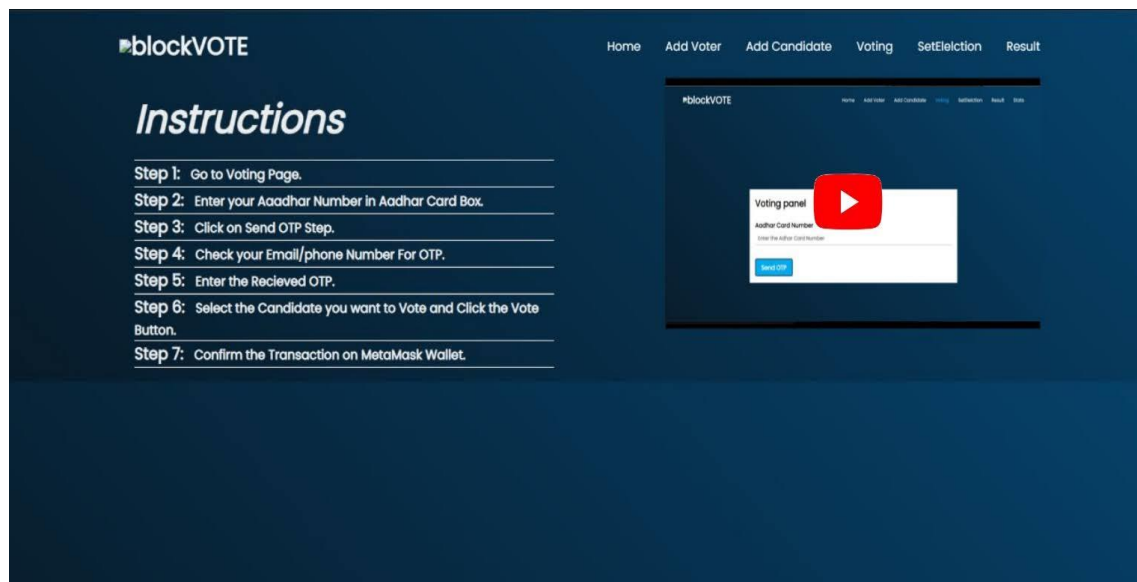 blockVOTE
Home Add Voter Add Candidate Voting SetElelction Result
Instructions
Step 1: Go to Voting Page.
Step 2: Enter your Aaadhar Number in Aadhar Card Box.
Step 3: Click on Send OTP Step.
Step 4: Check your Email/phone Number For OTP.
Step 5: Enter the Recieved OTP.
Step 6: Select the Candidate you want to Vote and Click the Vote
Button.
Step 7: Confirm the Transaction on MetaMask Wallet.
blockVOTE
Home Add Voter Add Candidate Voting SetElelction Result Stats
Voting panel
Aadhar Card Number
Enter the Adhar Card Number
Send OTP